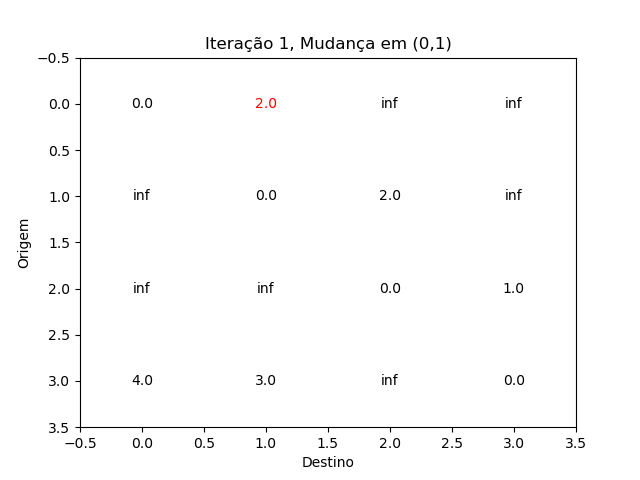 Iteração 1, Mudança em (0,1)
−0.5
0.0 0.0 2.0 inf inf
0.5
1.0 inf 0.0 2.0 inf
1.5
2.0 inf inf 0.0 1.0
2.5
3.0 4.0 3.0 inf 0.0
3.5
Origem
−0.5 0.0 0.5 1.0 1.5 2.0 2.5 3.0 3.5
Destino